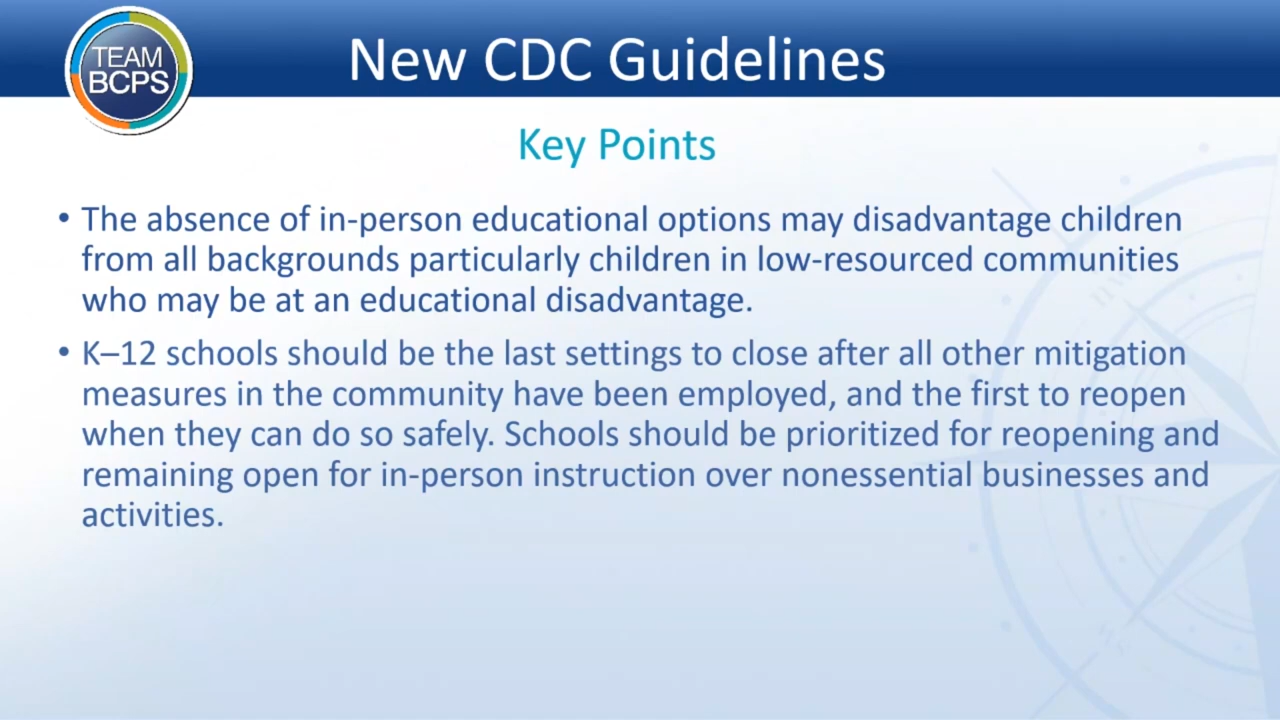 TEAM
BCPS
New CDC Guidelines
Key Points
• The absence of in-person educational options may disadvantage children
from all backgrounds particularly children in low-resourced communities
who may be at an educational disadvantage.
• K–12 schools should be the last settings to close after all other mitigation
measures in the community have been employed, and the first to reopen
when they can do so safely. Schools should be prioritized for reopening and
remaining open for in-person instruction over nonessential businesses and
activities.